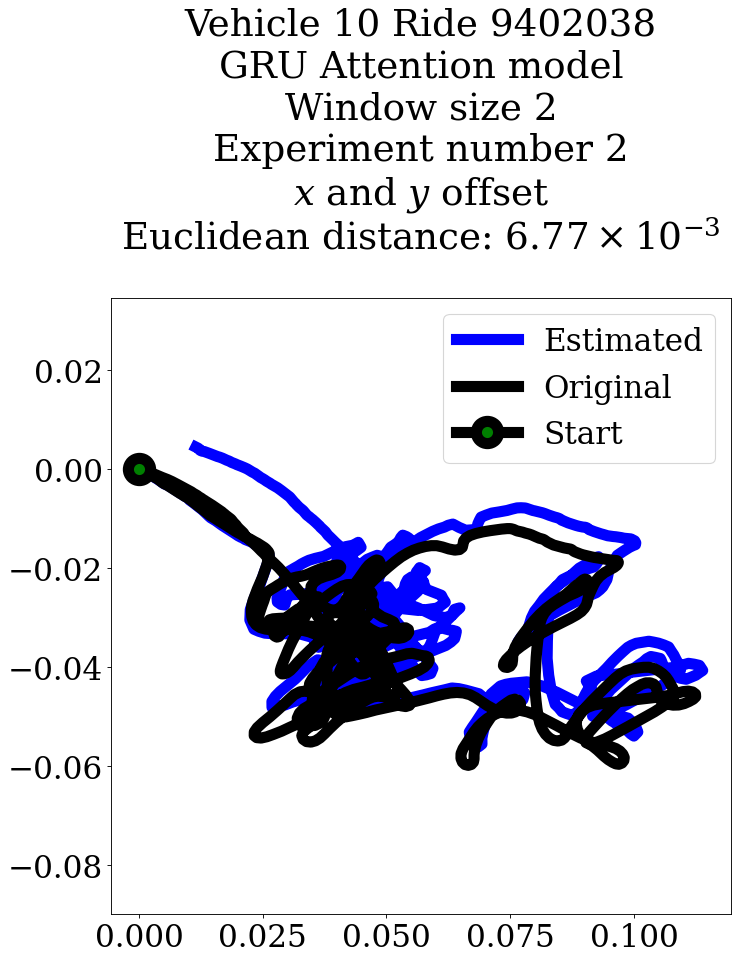 Vehicle 10 Ride 9402038
GRU Attention model
Window size 2
Experiment number 2
x and y offset
Euclidean distance: 6.77 × 10⁻³
Estimated
Original
Start
0.02
0.00
−0.02
−0.04
−0.06
−0.08
0.000 0.025 0.050 0.075 0.100